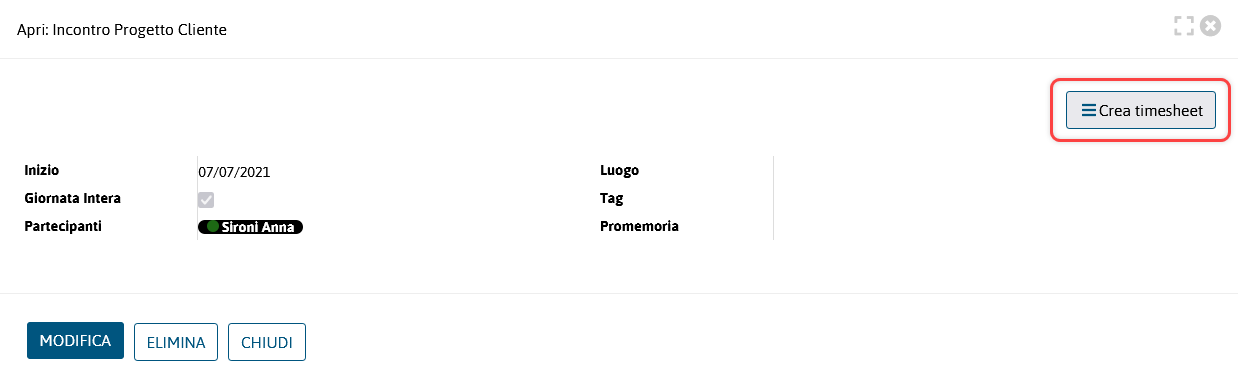 Apri: Incontro Progetto Cliente
Crea timesheet
Inizio 07/07/2021 Luogo
Giornata Intera Tag
Partecipanti Sironi Anna Promemoria
MODIFICA ELIMINA CHIUDI